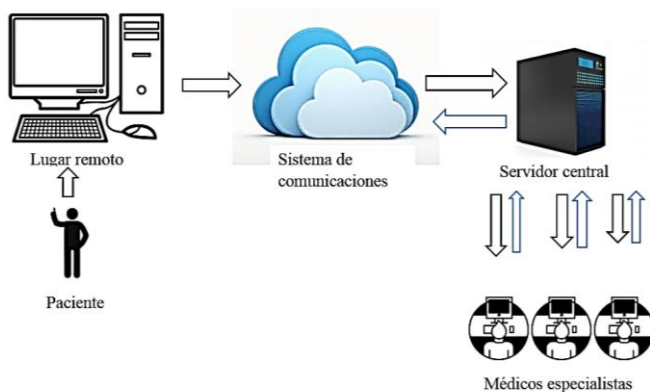 Lugar remoto
Sistema de
comunicaciones
Servidor central
Paciente
Médicos especialistas